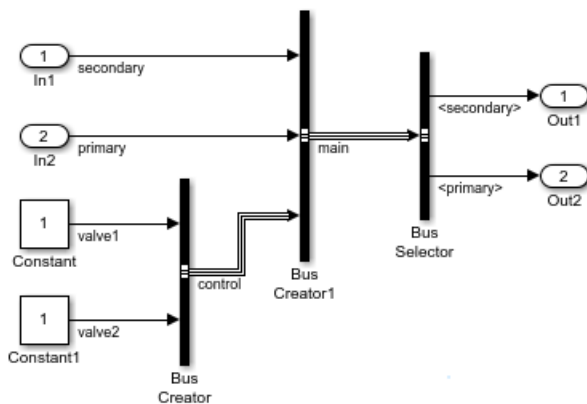 1
In1
secondary
2
In2
primary
1
Constant
valve1
1
Constant1
valve2
Bus
Creator
control
Bus
Creator1
main
Bus
Selector
<secondary>
1
Out1
<primary>
2
Out2